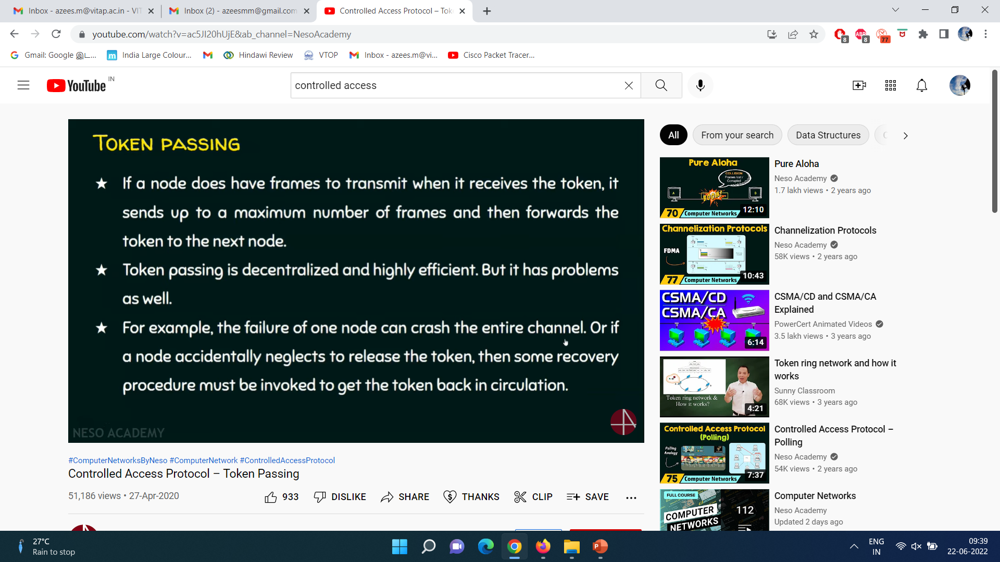 Inbox - azees.m@vitap.ac.in - VIT
Inbox (2) - azeesmm@gmail.com
Controlled Access Protocol – Tok
youtube.com/watch?v=ac5JI20hUjE&ab_channel=NesoAcademy
8
8
77
Gmail: Google இட...
India Large Colour...
Hindawi Review
VTOP
Inbox - azees.m@vi...
Cisco Packet Tracer...
YouTube IN
controlled access
TOKEN PASSING
★ If a node does have frames to transmit when it receives the token, it
sends up to a maximum number of frames and then forwards the
token to the next node.
★ Token passing is decentralized and highly efficient. But it has problems
as well.
★ For example, the failure of one node can crash the entire channel. Or if
a node accidentally neglects to release the token, then some recovery
procedure must be invoked to get the token back in circulation.
NESO ACADEMY
#ComputerNetworksByNeso #ComputerNetwork #ControlledAccessProtocol
Controlled Access Protocol – Token Passing
51,186 views • 27-Apr-2020
933
DISLIKE
SHARE
THANKS
CLIP
SAVE
All
From your search
Data Structures
Pure Aloha
COLLISION
Frames lost /
Corrupted
A
BOOM!
B
70
Computer Networks
12:10
Pure Aloha
Neso Academy
1.7 lakh views • 2 years ago
Channelization Protocols
FDMA
77
Computer Networks
10:43
Channelization Protocols
Neso Academy
58K views • 2 years ago
CSMA/CD
CSMA/CA
6:14
CSMA/CD and CSMA/CA
Explained
PowerCert Animated Videos
3.5 lakh views • 3 years ago
Token ring network &
How it works?
4:21
Token ring network and how it
works
Sunny Classroom
68K views • 3 years ago
Controlled Access Protocol
(Polling)
Polling
Analogy
75
Computer Networks
7:37
Controlled Access Protocol –
Polling
Neso Academy
54K views • 2 years ago
FULL COURSE
COMPUTER
NETWORKS
112
Computer Networks
Neso Academy
Updated 2 days ago
27°C
Rain to stop
ENG
IN
09:39
22-06-2022